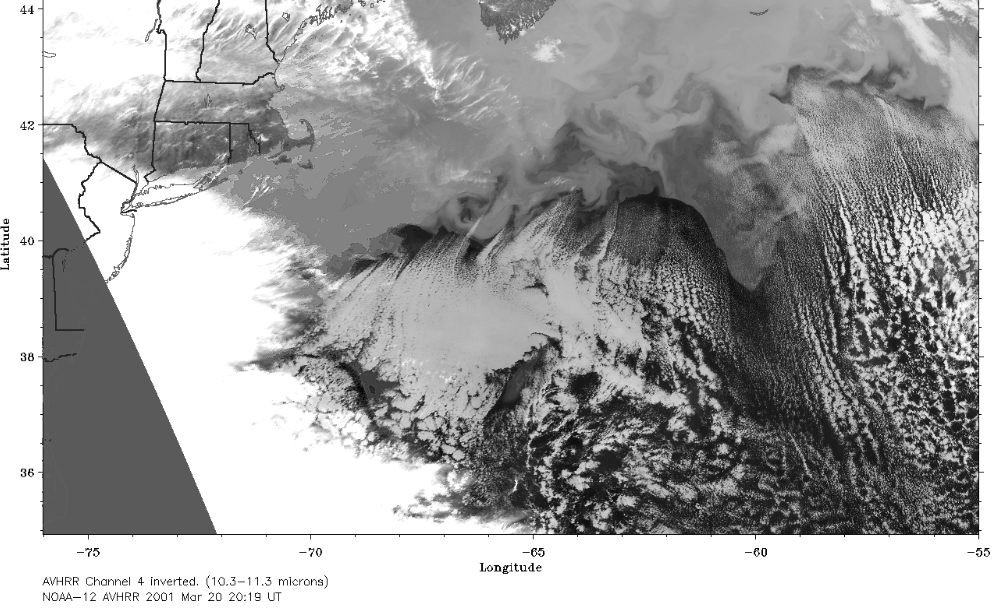 44
42
40
38
36
Latitude
-75
-70
-65
-60
-55
Longitude
AVHRR Channel 4 inverted. (10.3-11.3 microns)
NOAA-12 AVHRR 2001 Mar 20 20:19 UT